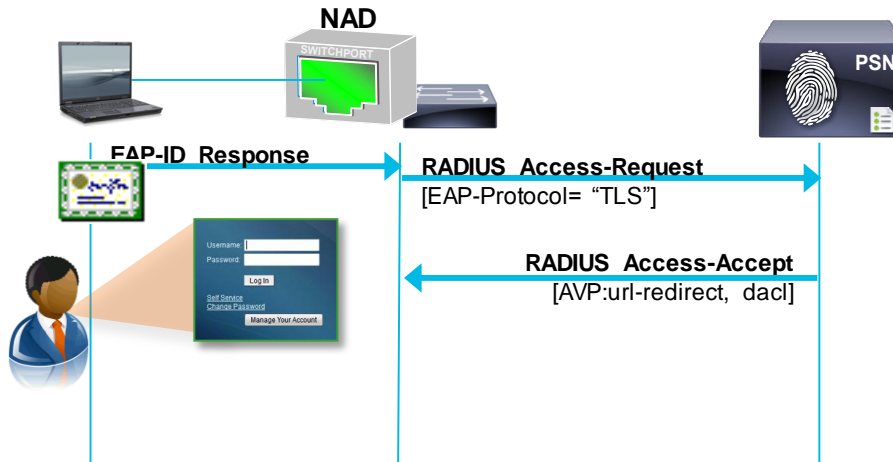 NAD
SWITCHPORT
PSN
EAP-ID Response
RADIUS Access-Request
[EAP-Protocol= “TLS”]
RADIUS Access-Accept
[AVP:url-redirect, dacl]
Username:
Password:
Log In
Self Service
Change Password
Manage Your Account